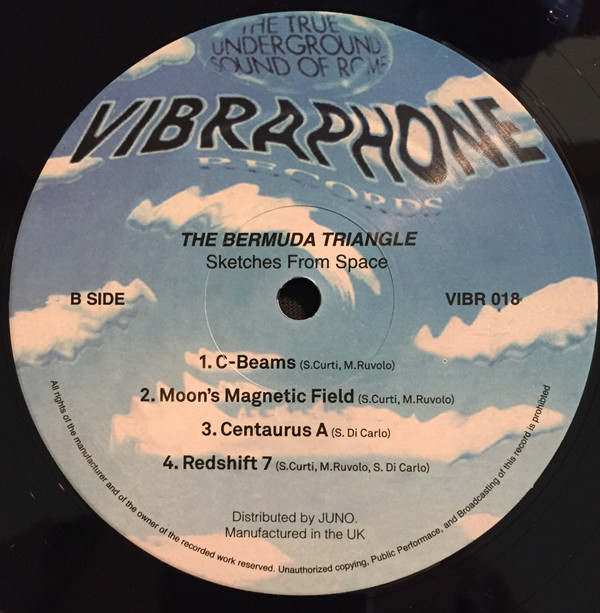 THE TRUE
UNDERGROUND
SOUND OF ROME
VIBRAPHONE
RECORDS
THE BERMUDA TRIANGLE
Sketches From Space
B SIDE
VIBR 018
1. C-Beams (S.Curti, M.Ruvolo)
2. Moon's Magnetic Field (S.Curti, M.Ruvolo)
3. Centaurus A (S. Di Carlo)
4. Redshift 7 (S.Curti, M.Ruvolo, S. Di Carlo)
Distributed by JUNO.
Manufactured in the UK
All rights of the manufacturer and of the owner of the recorded work reserved. Unauthorized copying, Public Performace, and Broadcasting of this record is prohibted